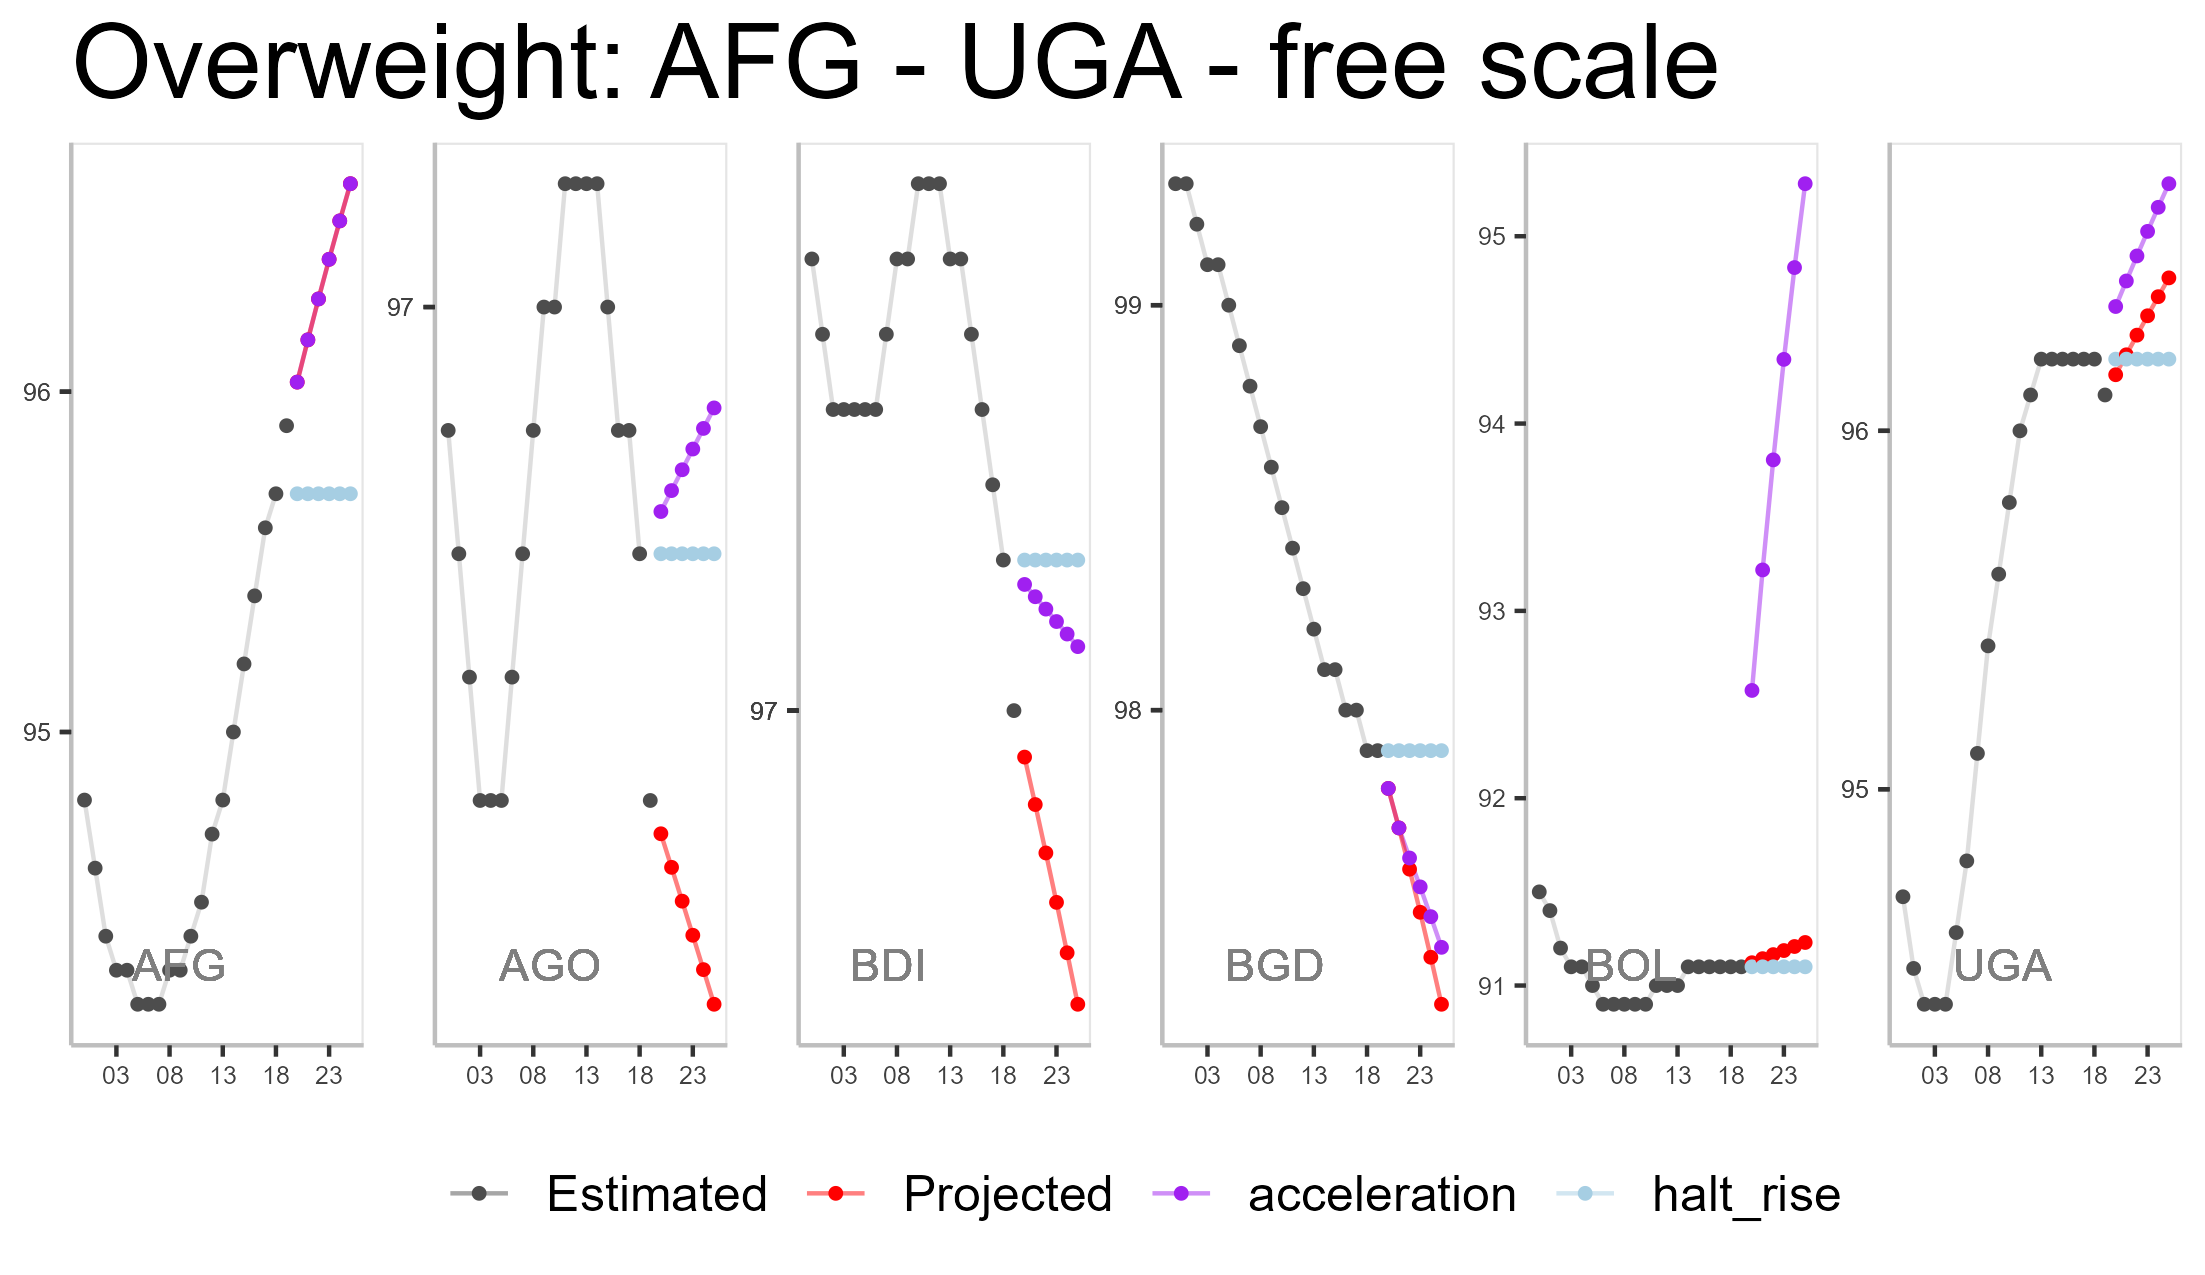 Overweight: AFG - UGA - free scale
96
95
AFG
03 08 13 18 23
97
AGO
03 08 13 18 23
97
BDI
03 08 13 18 23
99
98
BGD
03 08 13 18 23
95
94
93
92
91
BOL
03 08 13 18 23
96
95
UGA
03 08 13 18 23
Estimated Projected acceleration halt_rise